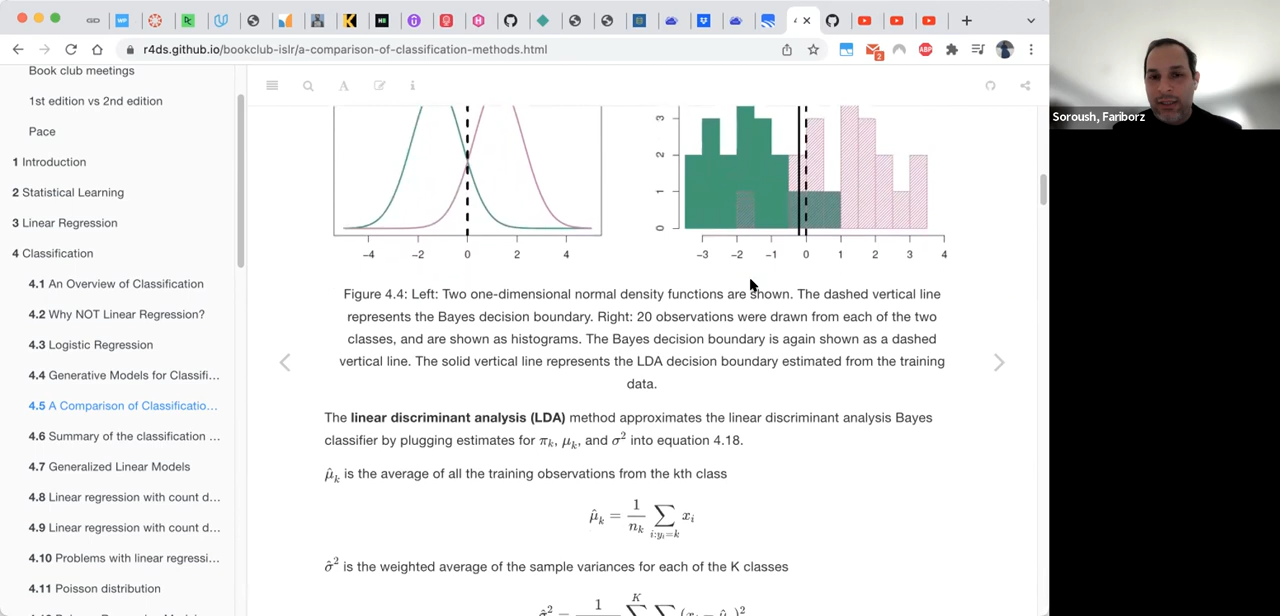 r4ds.github.io/bookclub-islr/a-comparison-of-classification-methods.html
2
ABP
Book club meetings
1st edition vs 2nd edition
Pace
1 Introduction
2 Statistical Learning
3 Linear Regression
4 Classification
4.1 An Overview of Classification
4.2 Why NOT Linear Regression?
4.3 Logistic Regression
4.4 Generative Models for Classifi...
4.5 A Comparison of Classificatio...
4.6 Summary of the classification ...
4.7 Generalized Linear Models
4.8 Linear regression with count d...
4.9 Linear regression with count d...
4.10 Problems with linear regressi...
4.11 Poisson distribution
−4 −2 0 2 4
3
2
1
0
−3 −2 −1 0 1 2 3 4
Figure 4.4: Left: Two one-dimensional normal density functions are shown. The dashed vertical line
represents the Bayes decision boundary. Right: 20 observations were drawn from each of the two
classes, and are shown as histograms. The Bayes decision boundary is again shown as a dashed
vertical line. The solid vertical line represents the LDA decision boundary estimated from the training
data.
The linear discriminant analysis (LDA) method approximates the linear discriminant analysis Bayes
classifier by plugging estimates for πk, μk, and σ² into equation 4.18.
μ̂k is the average of all the training observations from the kth class
μ̂k = 1/nk ∑ i:yi=k xi
σ̂² is the weighted average of the sample variances for each of the K classes
Soroush, Fariborz